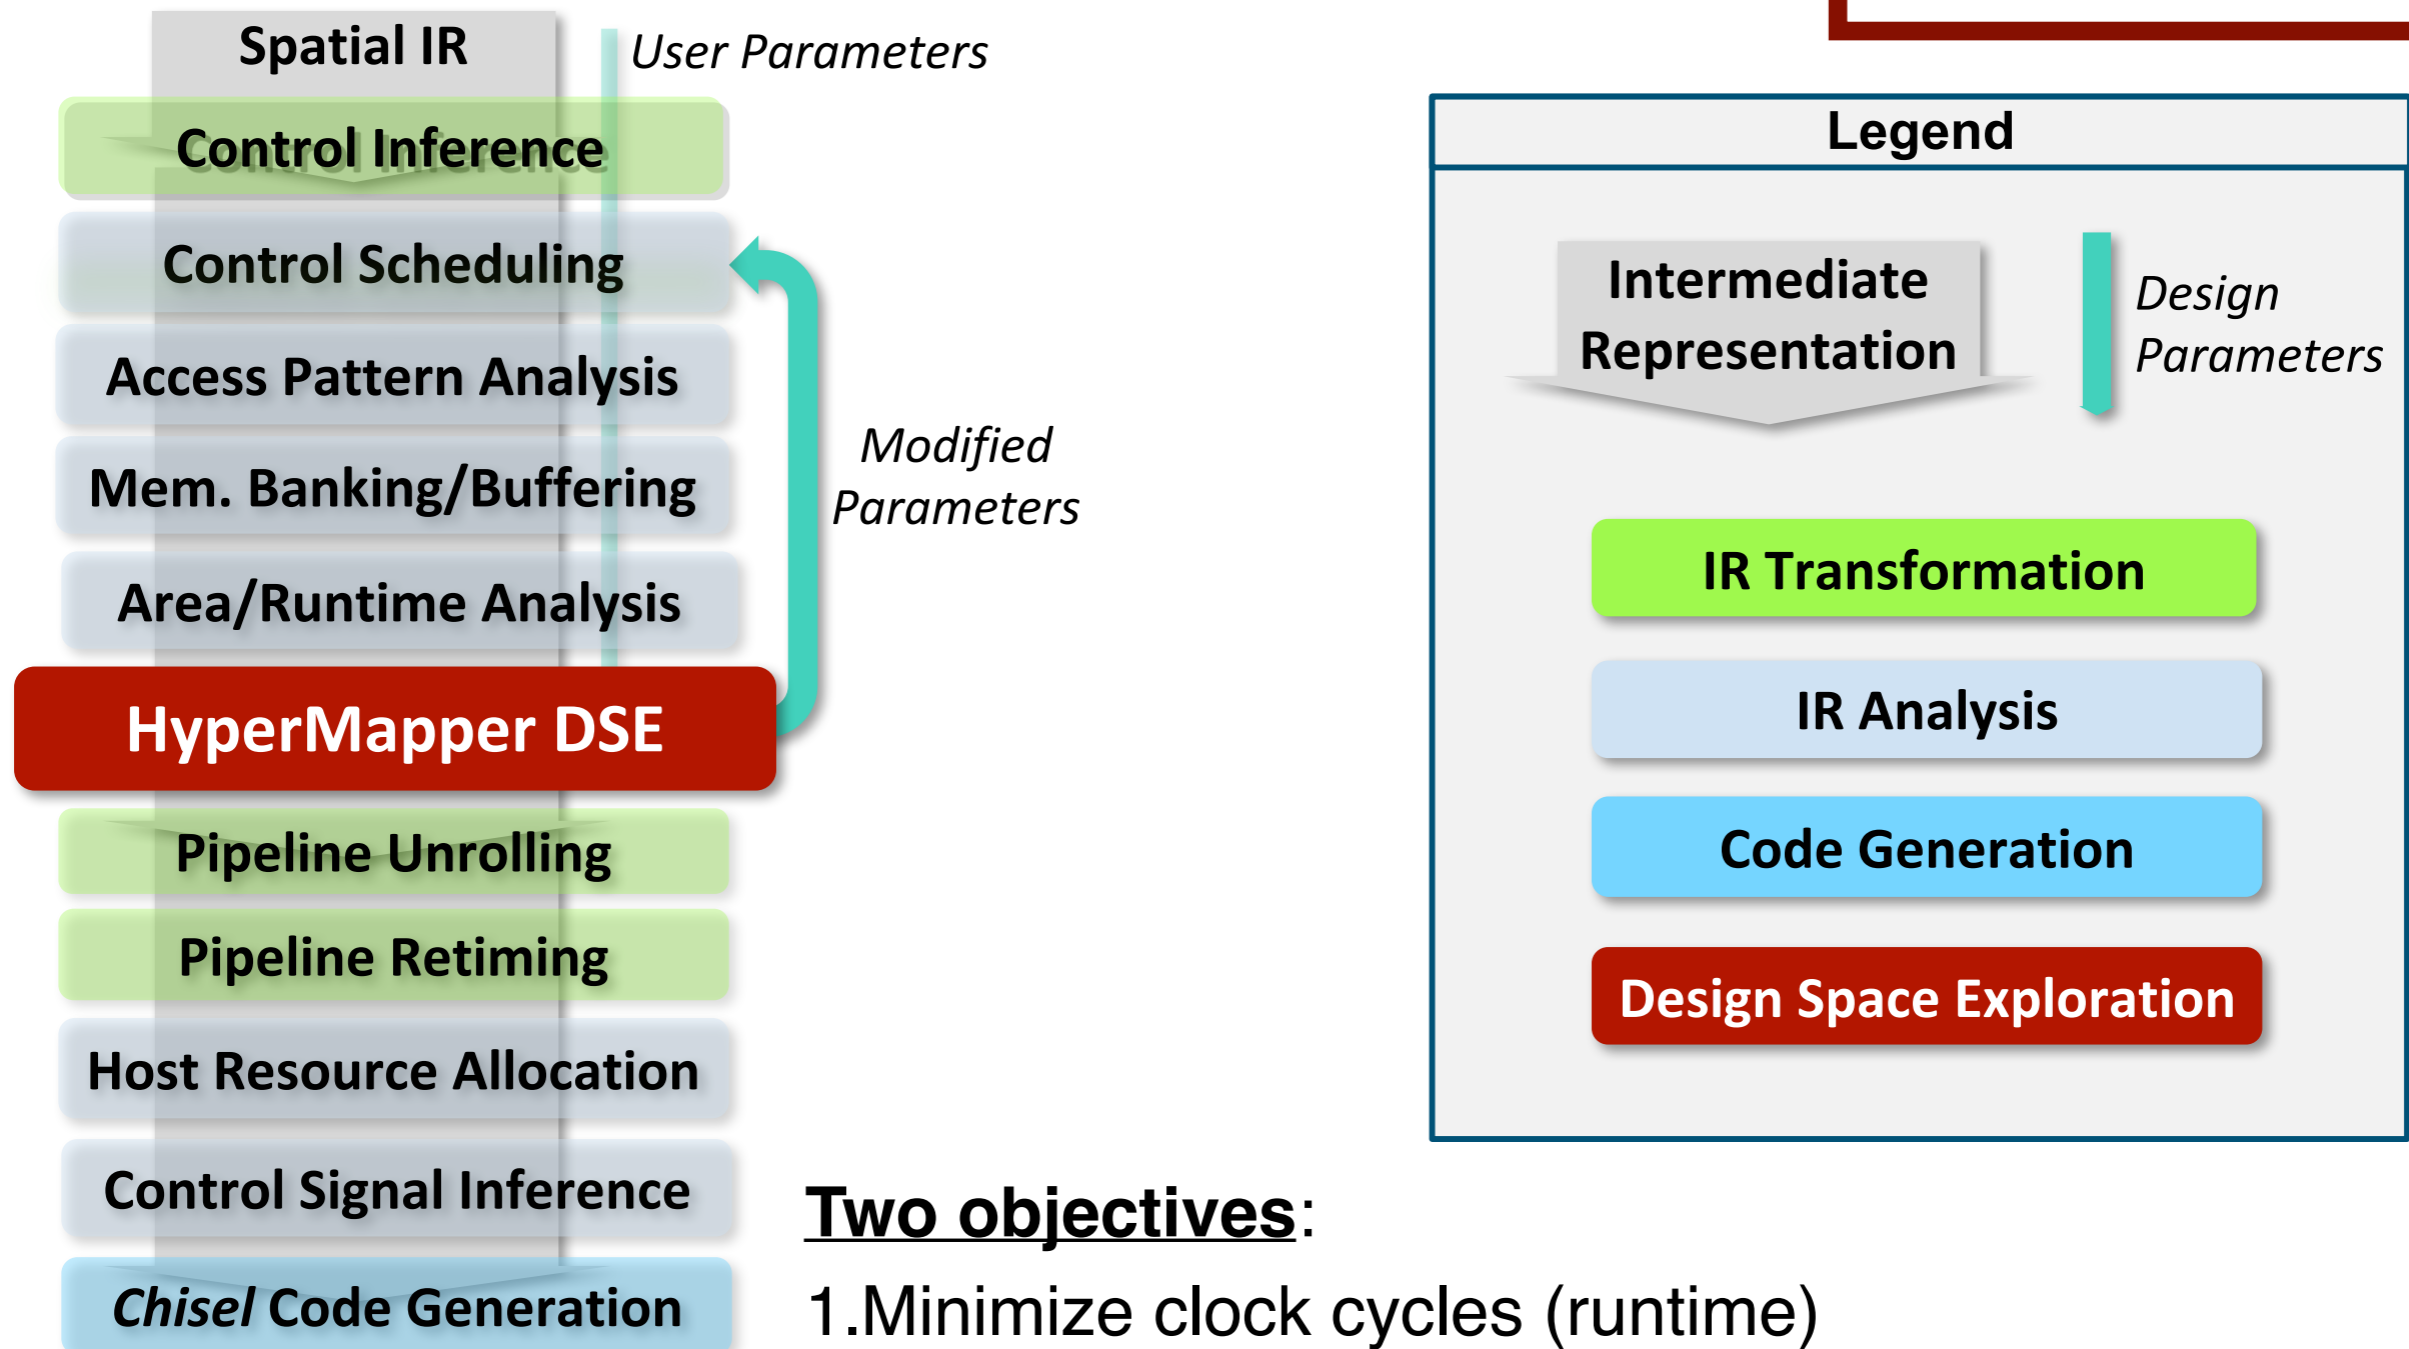 Spatial IR
User Parameters
Control Inference
Control Scheduling
Access Pattern Analysis
Mem. Banking/Buffering
Area/Runtime Analysis
HyperMapper DSE
Pipeline Unrolling
Pipeline Retiming
Host Resource Allocation
Control Signal Inference
Chisel Code Generation
Modified
Parameters
Legend
Intermediate
Representation
Design
Parameters
IR Transformation
IR Analysis
Code Generation
Design Space Exploration
Two objectives:
1.Minimize clock cycles (runtime)